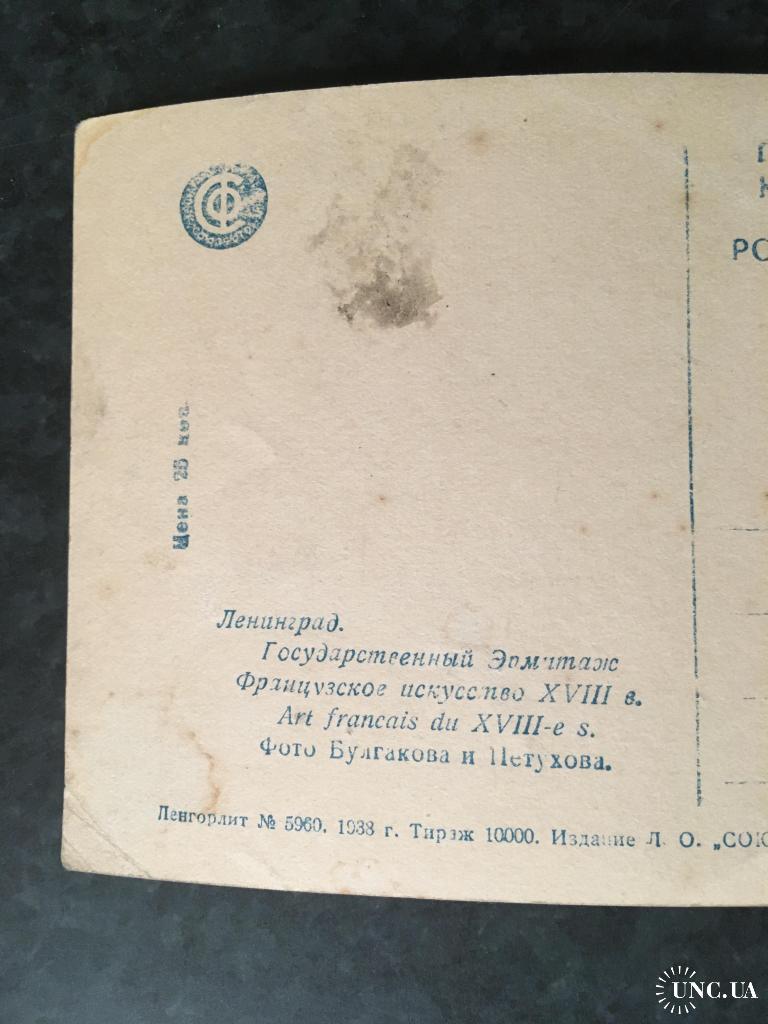 Цена 25 коп.
РО
Ленинград.
Государственный Эрмитаж
Французское искусство XVIII в.
Art francais du XVIII-e s.
Фото Булгакова и Петухова.
Ленгорлит № 5960. 1938 г. Тираж 10000. Издание Л. О. „СОЮ
UNC.UA